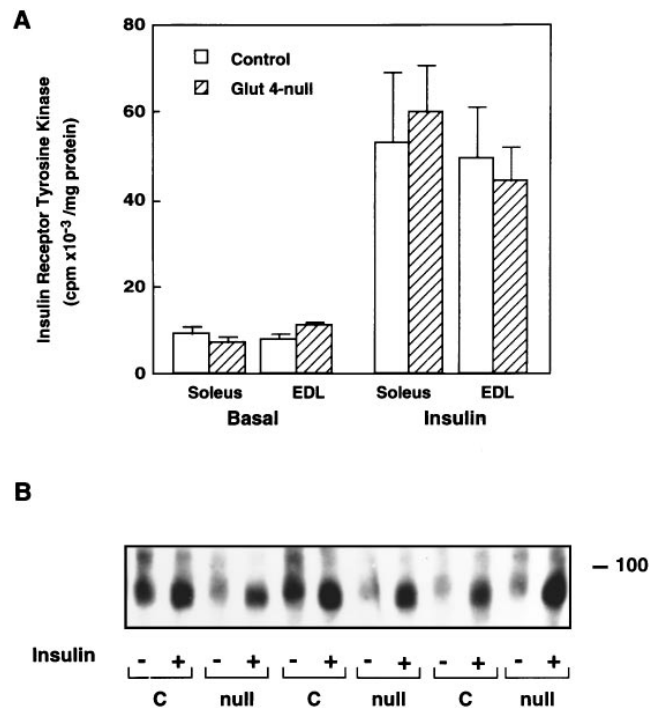 A
80
60
40
20
0
Insulin Receptor Tyrosine Kinase
(cpm x10⁻³ /mg protein)
Control
Glut 4-null
Soleus EDL Soleus EDL
Basal Insulin
B
– 100
Insulin - + - + - + - + - + - +
C null C null C null